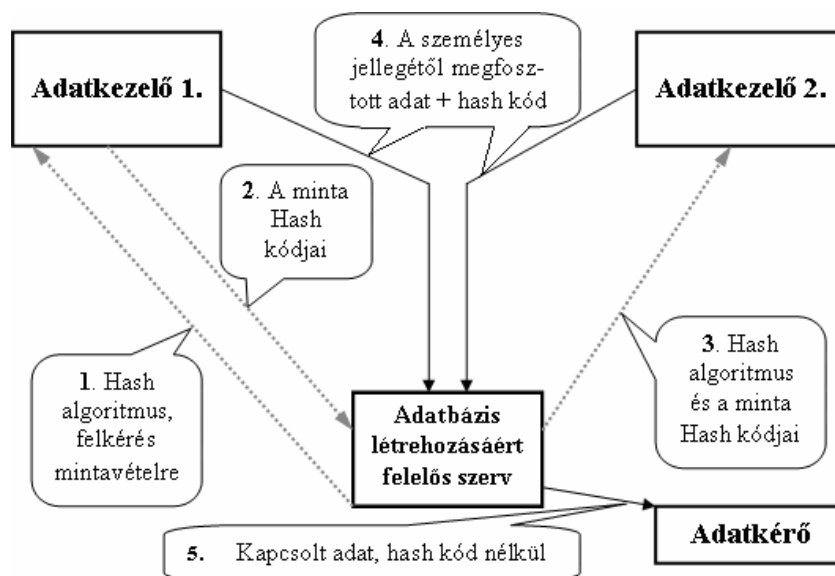 4. A személyes
jellegétől megfosz-
tott adat + hash kód
Adatkezelő 1.
Adatkezelő 2.
2. A minta
Hash
kódjai
1. Hash
algoritmus,
felkérés
mintavételre
3. Hash
algoritmus
és a minta
Hash kódjai
Adatbázis
létrehozásáért
felelős szerv
Adatkérő
5. Kapcsolt adat, hash kód nélkül